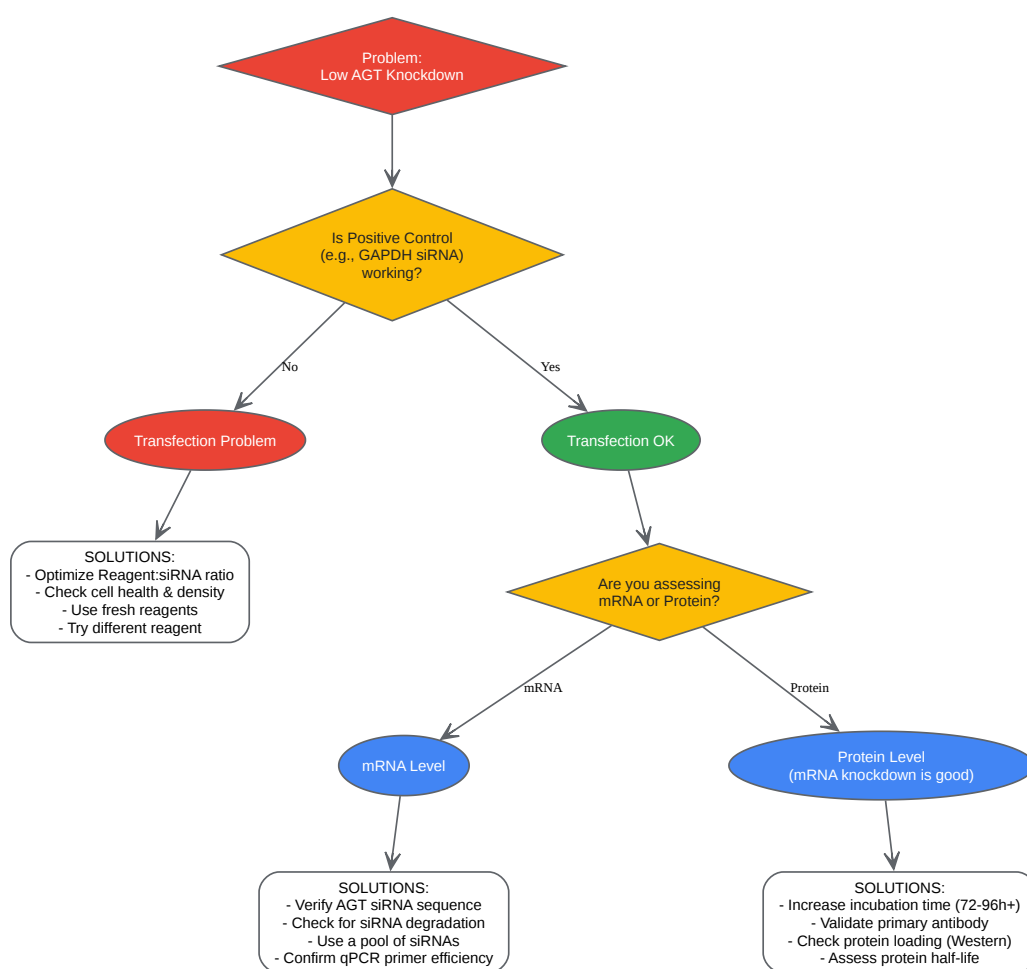 Problem:
Low AGT Knockdown
Is Positive Control
(e.g., GAPDH siRNA)
working?
No
Yes
Transfection Problem
Transfection OK
SOLUTIONS:
- Optimize Reagent:siRNA ratio
- Check cell health & density
- Use fresh reagents
- Try different reagent
Are you assessing
mRNA or Protein?
mRNA
Protein
mRNA Level
Protein Level
(mRNA knockdown is good)
SOLUTIONS:
- Verify AGT siRNA sequence
- Check for siRNA degradation
- Use a pool of siRNAs
- Confirm qPCR primer efficiency
SOLUTIONS:
- Increase incubation time (72-96h+)
- Validate primary antibody
- Check protein loading (Western)
- Assess protein half-life